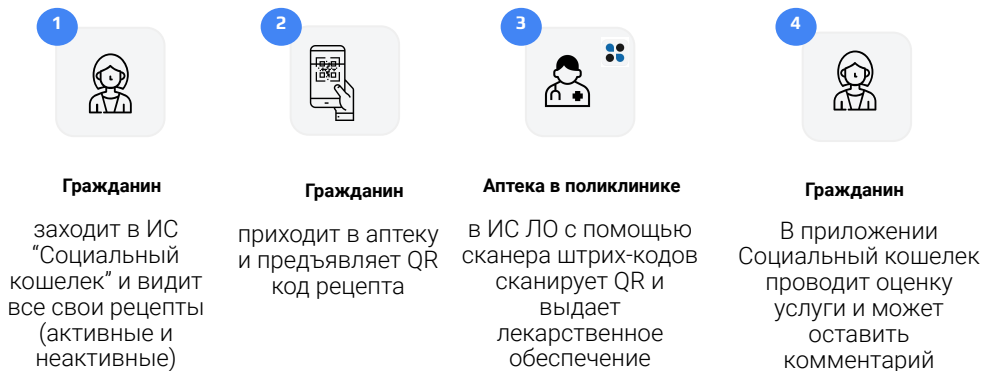 1
Гражданин
заходит в ИС
“Социальный
кошелек” и видит
все свои рецепты
(активные и
неактивные)
2
Гражданин
приходит в аптеку
и предъявляет QR
код рецепта
3
Аптека в поликлинике
в ИС ЛО с помощью
сканера штрих-кодов
сканирует QR и
выдает
лекарственное
обеспечение
4
Гражданин
В приложении
Социальный кошелек
проводит оценку
услуги и может
оставить
комментарий